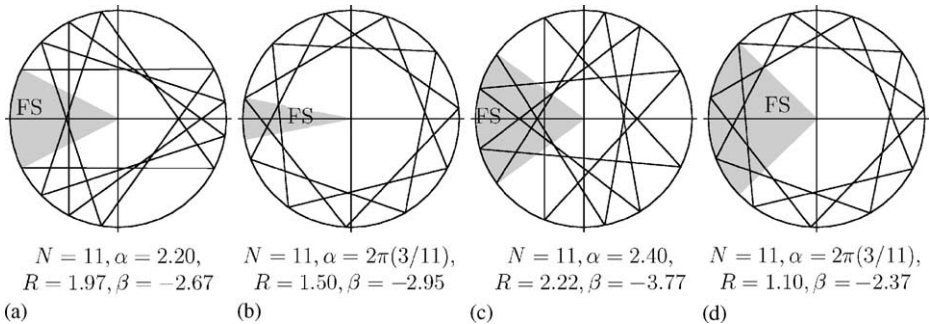 FS
FS
FS
FS
N = 11, α = 2.20,
R = 1.97, β = −2.67
(a)
N = 11, α = 2π(3/11),
R = 1.50, β = −2.95
(b)
N = 11, α = 2.40,
R = 2.22, β = −3.77
(c)
N = 11, α = 2π(3/11),
R = 1.10, β = −2.37
(d)